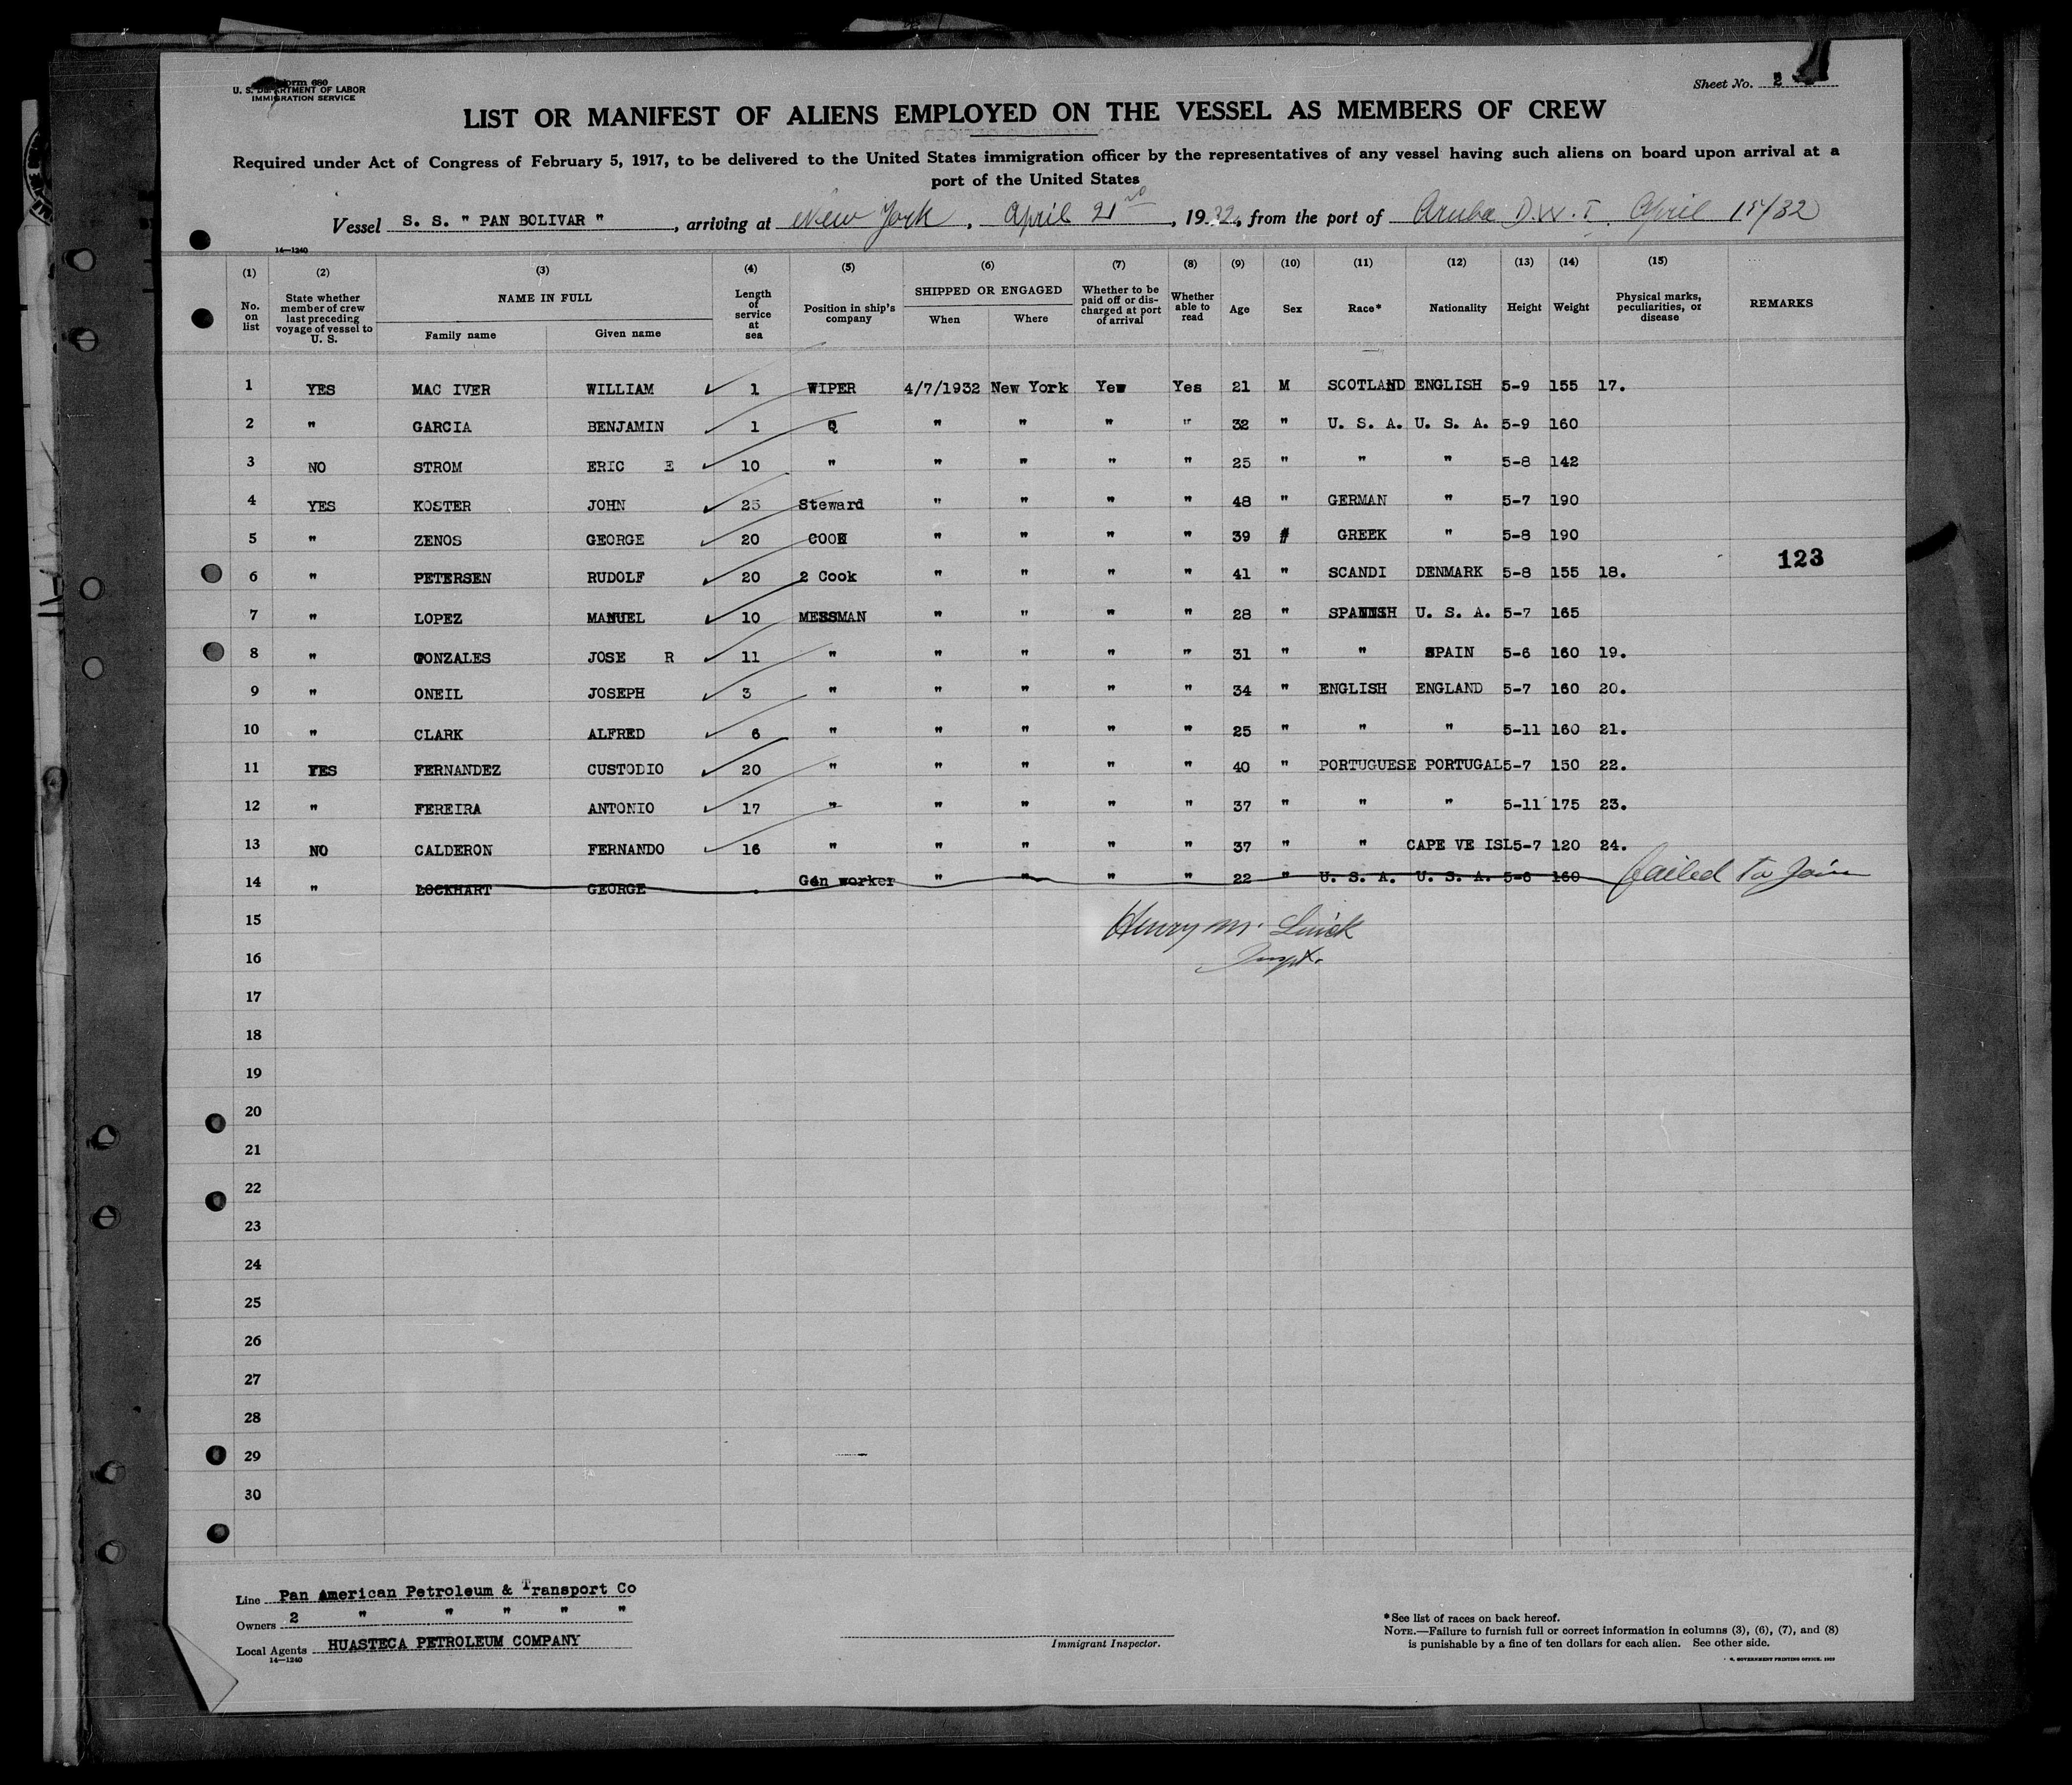 Form 680
U. S. DEPARTMENT OF LABOR
IMMIGRATION SERVICE
Sheet No. 2
LIST OR MANIFEST OF ALIENS EMPLOYED ON THE VESSEL AS MEMBERS OF CREW
Required under Act of Congress of February 5, 1917, to be delivered to the United States immigration officer by the representatives of any vessel having such aliens on board upon arrival at a
port of the United States
Vessel S. S. " PAN BOLIVAR ", arriving at New York, April 21, 1932, from the port of Aruba D.W.I. April 15/32
14—1240
(1) (2) (3) (4) (5) (6) (7) (8) (9) (10) (11) (12) (13) (14) (15)
No. on list State whether member of crew last preceding voyage of vessel to U. S. NAME IN FULL Family name Given name Length of service at sea Position in ship's company SHIPPED OR ENGAGED When Where Whether to be paid off or discharged at port of arrival Whether able to read Age Sex Race* Nationality Height Weight Physical marks, peculiarities, or disease REMARKS
1 YES MAC IVER WILLIAM 1 WIPER 4/7/1932 New York Yes Yes 21 M SCOTLAND ENGLISH 5-9 155 17.
2 " GARCIA BENJAMIN 1 " " " " 32 " U. S. A. U. S. A. 5-9 160
3 NO STROM ERIC E 10 " " " " " 25 " " " 5-8 142
4 YES KOSTER JOHN 25 Steward " " " " 48 " GERMAN " 5-7 190
5 " ZENOS GEORGE 20 COOK " " " " 39 " GREEK " 5-8 190
6 " PETERSEN RUDOLF 20 2 Cook " " " " 41 " SCANDI DENMARK 5-8 155 18.
123
7 " LOPEZ MANUEL 10 MESSMAN " " " " 28 " SPANISH U. S. A. 5-7 165
8 " GONZALES JOSE R 11 " " " " " 31 " " SPAIN 5-6 160 19.
9 " ONEIL JOSEPH 3 " " " " " 34 " ENGLISH ENGLAND 5-7 160 20.
10 " CLARK ALFRED 6 " " " " " 25 " " " 5-11 160 21.
11 YES FERNANDEZ CUSTODIO 20 " " " " " 40 " PORTUGUESE PORTUGAL 5-7 150 22.
12 " FEREIRA ANTONIO 17 " " " " " 37 " " " 5-11 175 23.
13 NO CALDERON FERNANDO 16 " " " " " 37 " " CAPE VE ISL 5-7 120 24.
14 " LOCKHART GEORGE Gen worker " " " " 22 " U. S. A. U. S. A. 5-6 160 failed to join
15
Henry M.
16
17
18
19
20
21
22
23
24
25
26
27
28
29
30
Line Pan American Petroleum & Transport Co
Owners 2 " " " " "
Local Agents HUASTECA PETROLEUM COMPANY
14—1240
Immigrant Inspector.
*See list of races on back hereof.
NOTE.—Failure to furnish full or correct information in columns (3), (6), (7), and (8)
is punishable by a fine of ten dollars for each alien. See other side.